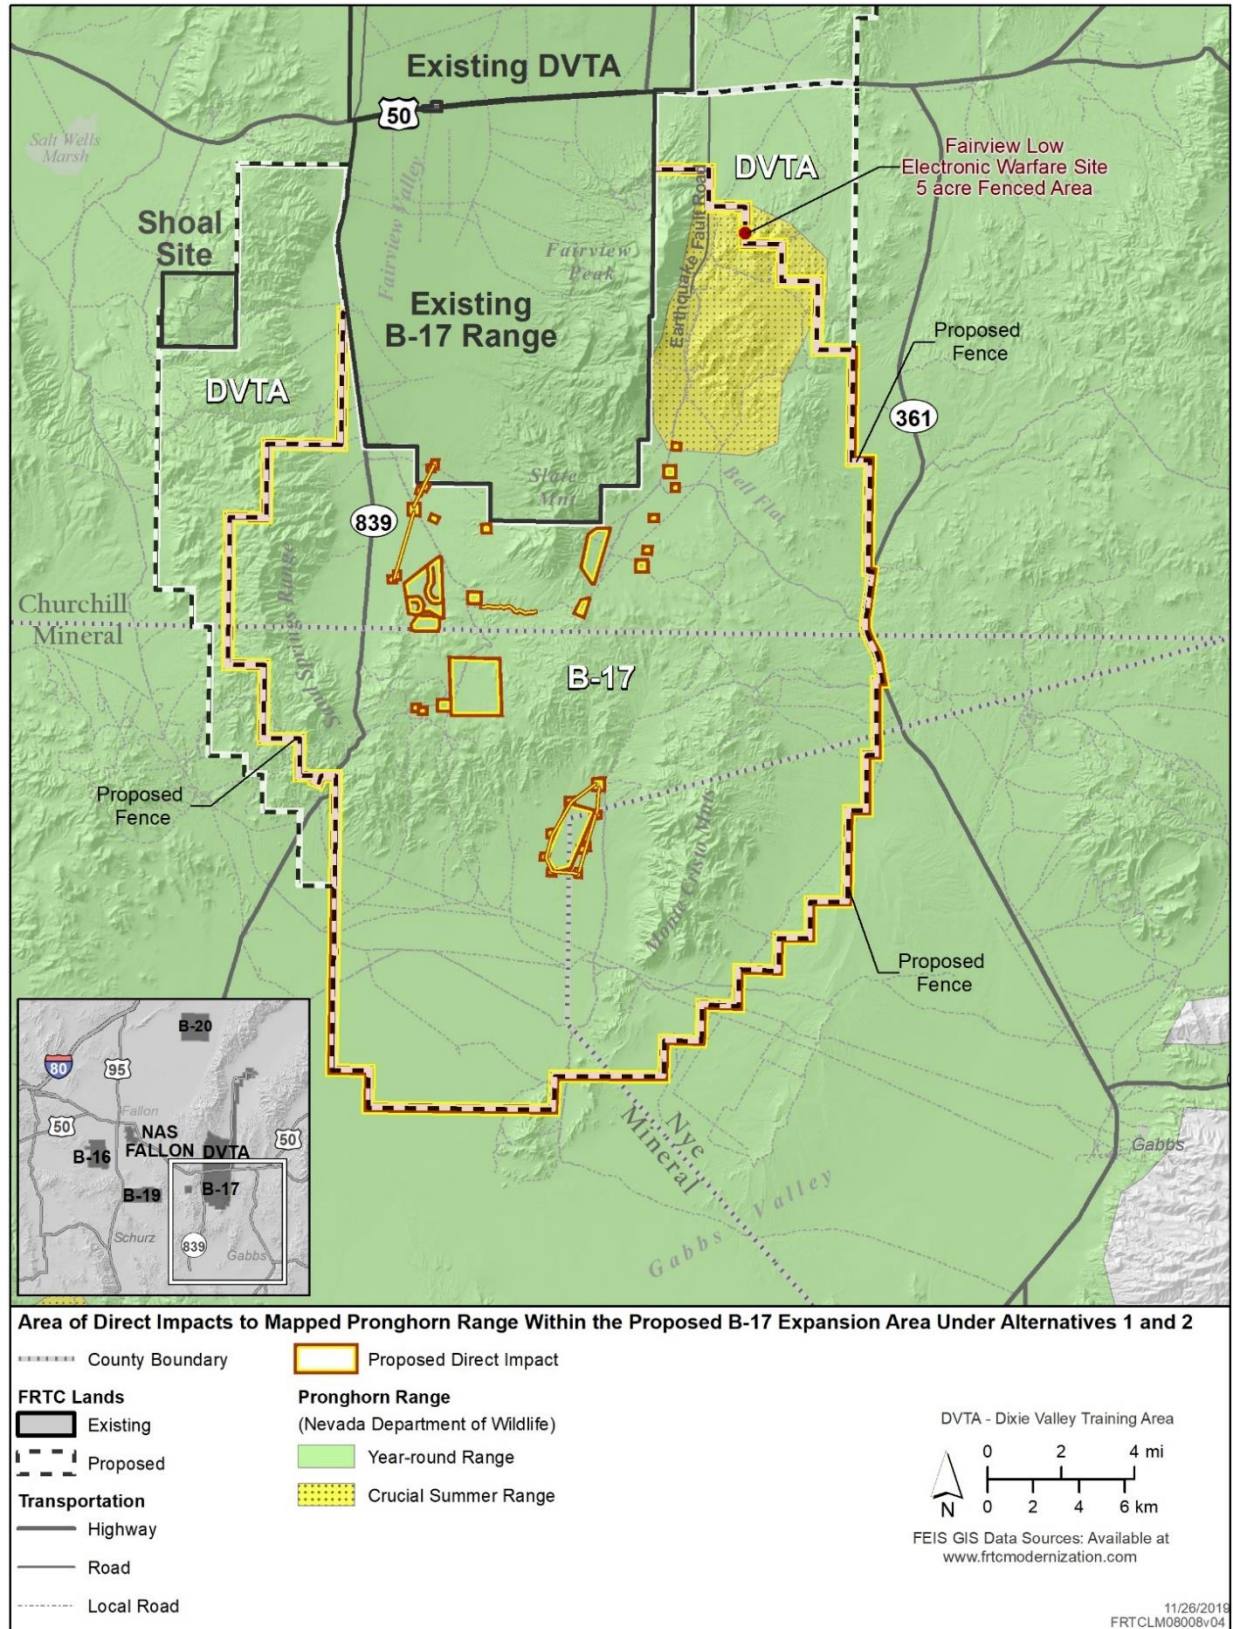 Existing DVTA
50
Salt Wells
Marsh
Fairview Low
Electronic Warfare Site
5 acre Fenced Area
DVTA
Shoal
Site
Fairview Valley
Fairview
Peak
Earthquake Fault Road
Existing
B-17 Range
Proposed
Fence
DVTA
361
Slate
Mnt
Bell Flat
839
Churchill
Mineral
Sand Springs Range
B-17
Proposed
Fence
Monte Cristo Mnts
Proposed
Fence
Nye
Mineral
Gabbs
Gabbs Valley
B-20
80
95
50
Fallon
NAS
FALLON
DVTA
50
B-16
B-19
B-17
Schurz
839
Gabbs
Area of Direct Impacts to Mapped Pronghorn Range Within the Proposed B-17 Expansion Area Under Alternatives 1 and 2
County Boundary
FRTC Lands
Existing
Proposed
Transportation
Highway
Road
Local Road
Proposed Direct Impact
Pronghorn Range
(Nevada Department of Wildlife)
Year-round Range
Crucial Summer Range
DVTA - Dixie Valley Training Area
0 2 4 mi
0 2 4 6 km
N
FEIS GIS Data Sources: Available at
www.frtcmodernization.com
11/26/2019
FRTCLM08008v04